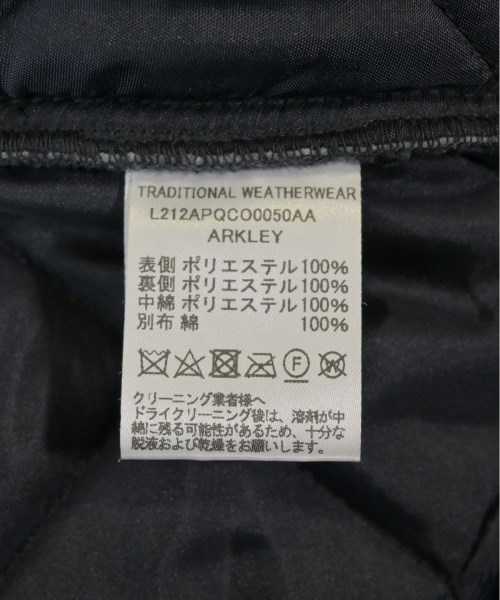 TRADITIONAL WEATHERWEAR
L212APQCO0050AA
ARKLEY
表側 ポリエステル100%
裏側 ポリエステル100%
中綿 ポリエステル100%
別布 綿 100%
F
W
クリーニング業者様へ
ドライクリーニング後は、溶剤が中
綿に残る可能性があるため、十分な
脱液および乾燥をお願いします。